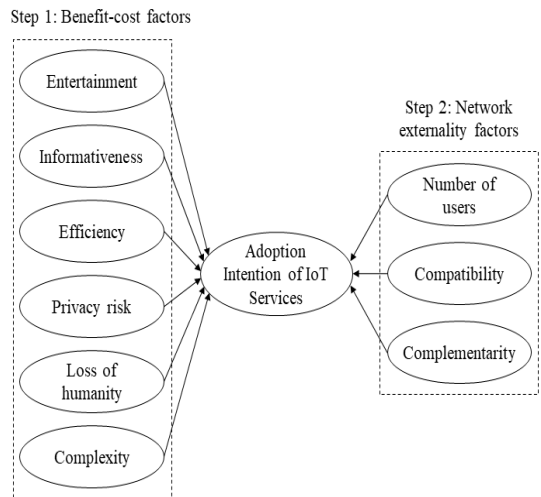 Step 1: Benefit-cost factors
Entertainment
Informativeness
Efficiency
Privacy risk
Loss of
humanity
Complexity
Adoption
Intention of IoT
Services
Step 2: Network
externality factors
Number of
users
Compatibility
Complementarity